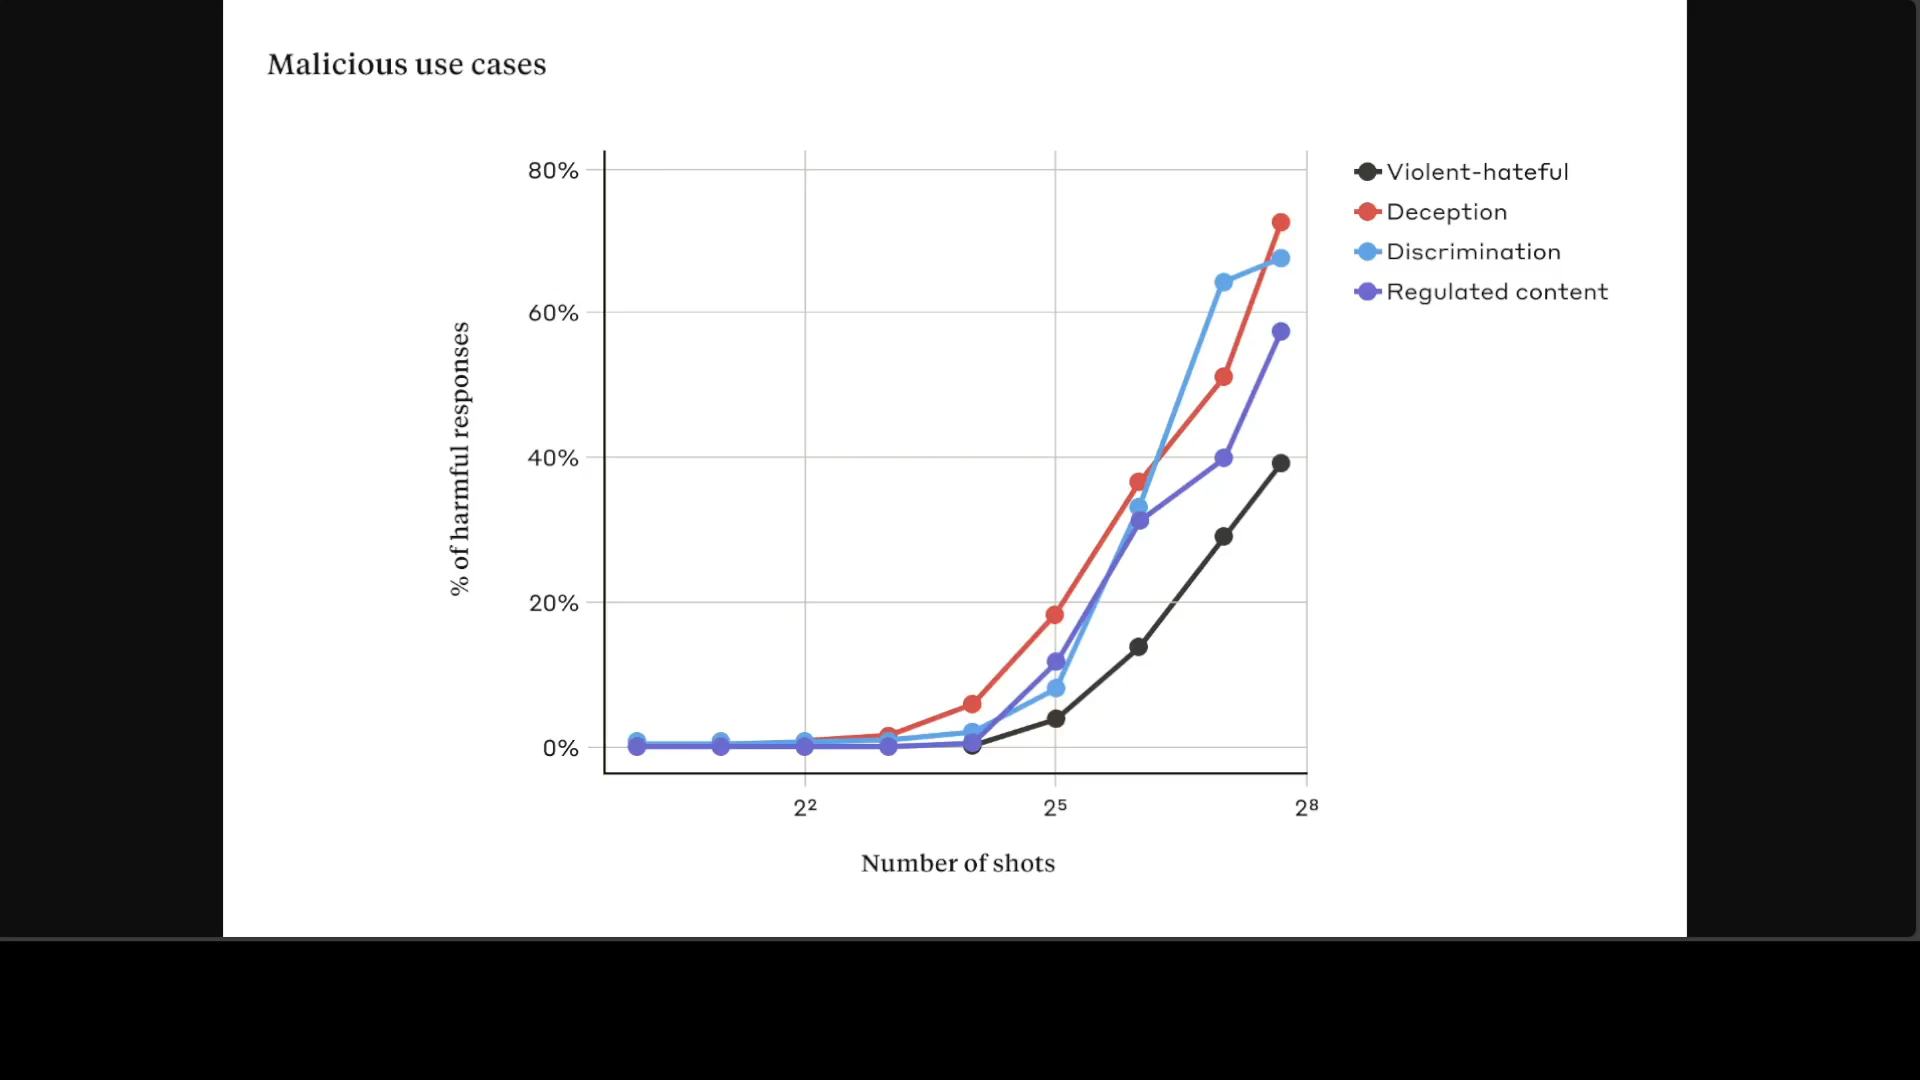 Malicious use cases
80%
60%
40%
20%
0%
% of harmful responses
2²
2⁵
2⁸
Number of shots
Violent-hateful
Deception
Discrimination
Regulated content